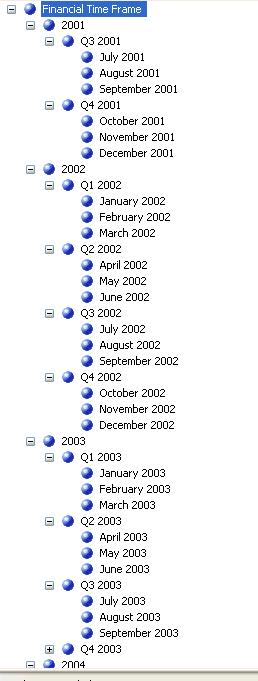 Financial Time Frame
2001
Q3 2001
July 2001
August 2001
September 2001
Q4 2001
October 2001
November 2001
December 2001
2002
Q1 2002
January 2002
February 2002
March 2002
Q2 2002
April 2002
May 2002
June 2002
Q3 2002
July 2002
August 2002
September 2002
Q4 2002
October 2002
November 2002
December 2002
2003
Q1 2003
January 2003
February 2003
March 2003
Q2 2003
April 2003
May 2003
June 2003
Q3 2003
July 2003
August 2003
September 2003
Q4 2003
2004